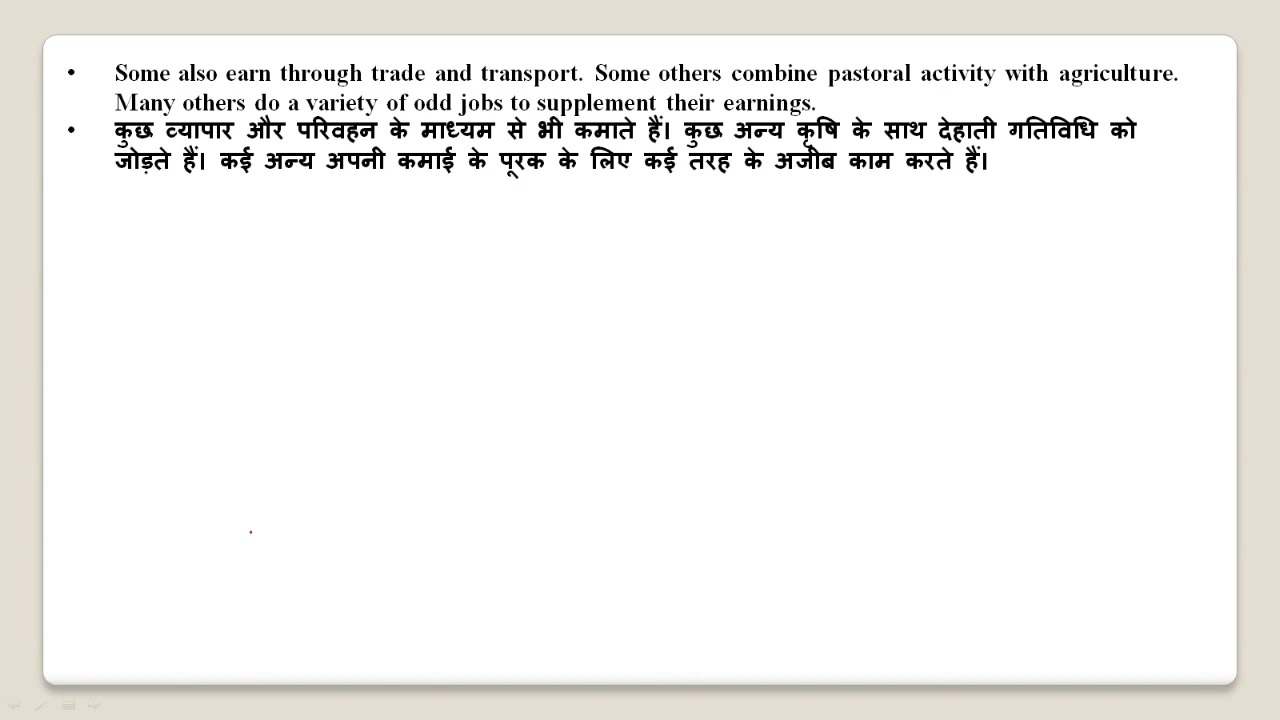 • Some also earn through trade and transport. Some others combine pastoral activity with agriculture.
Many others do a variety of odd jobs to supplement their earnings.
• कुछ व्यापार और परिवहन के माध्यम से भी कमाते हैं। कुछ अन्य कृषि के साथ देहाती गतिविधि को
जोड़ते हैं। कई अन्य अपनी कमाई के पूरक के लिए कई तरह के अजीब काम करते हैं।